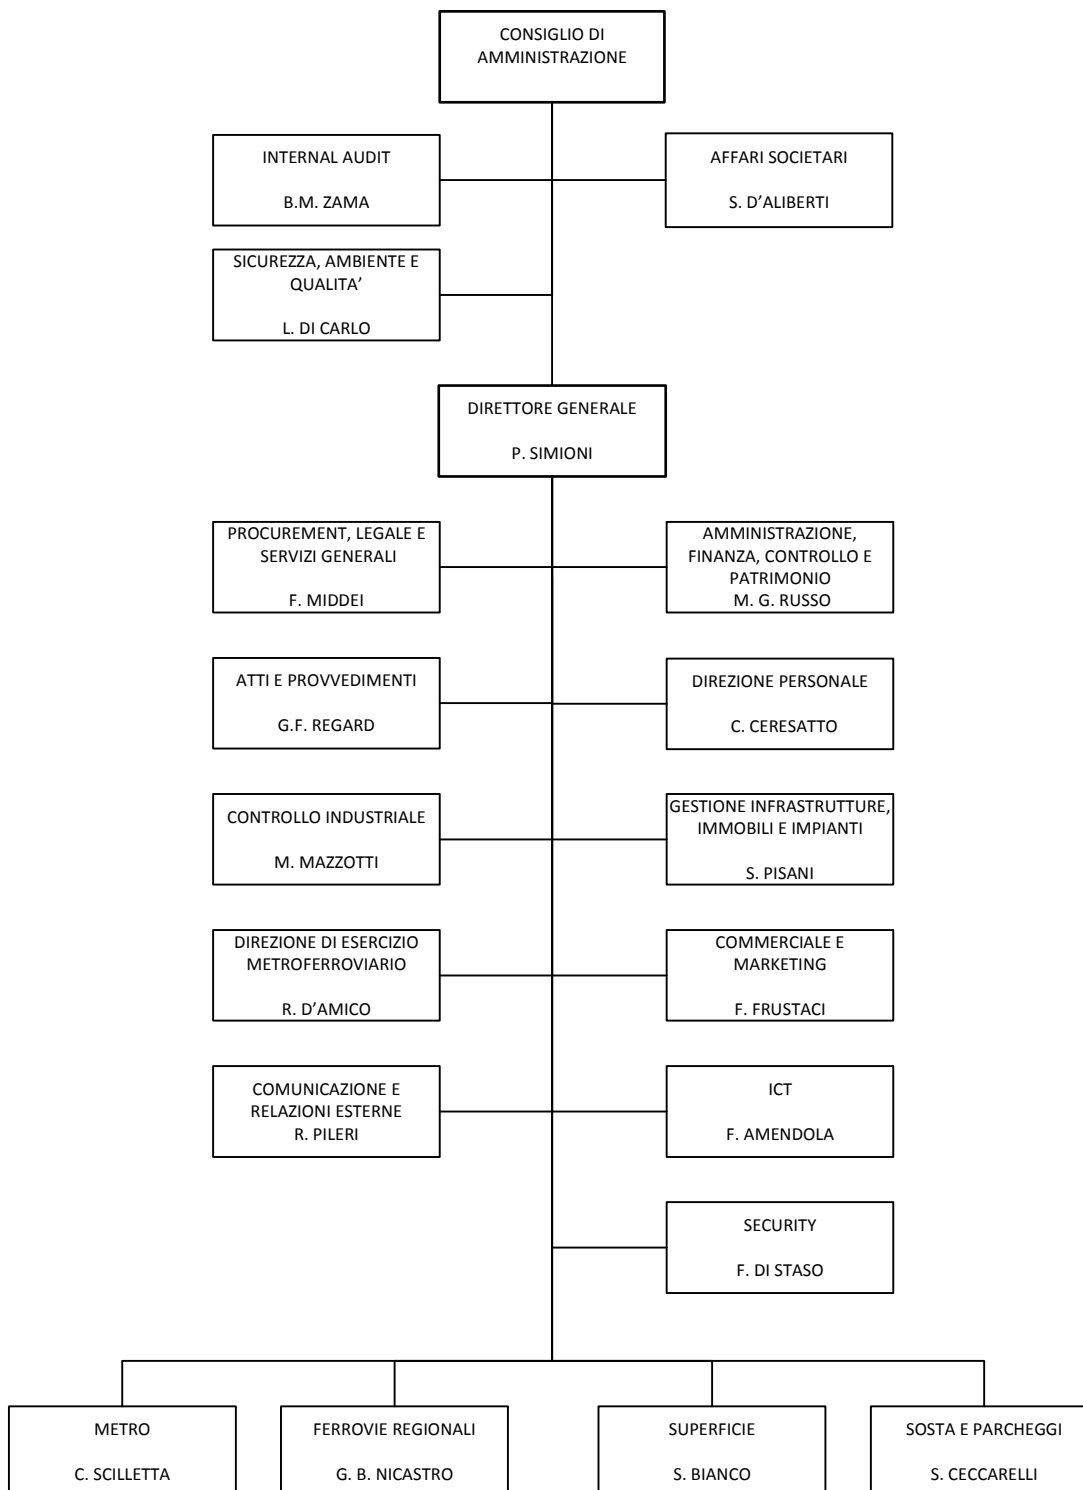 CONSIGLIO DI
AMMINISTRAZIONE
INTERNAL AUDIT
B.M. ZAMA
AFFARI SOCIETARI
S. D’ALIBERTI
SICUREZZA, AMBIENTE E
QUALITA’
L. DI CARLO
DIRETTORE GENERALE
P. SIMIONI
PROCUREMENT, LEGALE E
SERVIZI GENERALI
F. MIDDEI
AMMINISTRAZIONE,
FINANZA, CONTROLLO E
PATRIMONIO
M. G. RUSSO
ATTI E PROVVEDIMENTI
G.F. REGARD
DIREZIONE PERSONALE
C. CERESATTO
CONTROLLO INDUSTRIALE
M. MAZZOTTI
GESTIONE INFRASTRUTTURE,
IMMOBILI E IMPIANTI
S. PISANI
DIREZIONE DI ESERCIZIO
METROFERROVIARIO
R. D’AMICO
COMMERCIALE E
MARKETING
F. FRUSTACI
COMUNICAZIONE E
RELAZIONI ESTERNE
R. PILERI
ICT
F. AMENDOLA
SECURITY
F. DI STASO
METRO
C. SCILLETTA
FERROVIE REGIONALI
G. B. NICASTRO
SUPERFICIE
S. BIANCO
SOSTA E PARCHEGGI
S. CECCARELLI